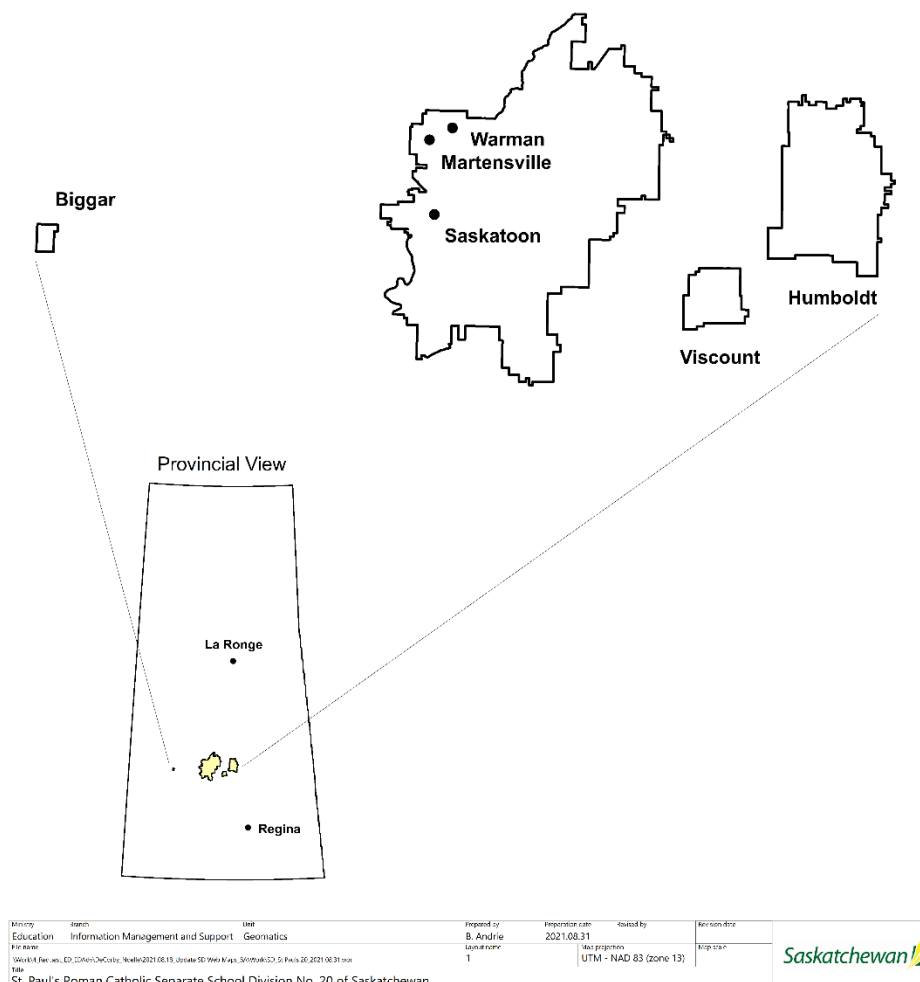 Warman
Martensville
Biggar
Saskatoon
Humboldt
Viscount
Provincial View
La Ronge
Regina
Ministry Branch Unit Prepared by Preparation date Revised by Revision date
Education Information Management and Support Geomatics B. Andrie 2021.08.31
File name Layout name Map projection Map scale
1 UTM - NAD 83 (zone 13)
Title
St. Paul's Roman Catholic Separate School Division No. 20 of Saskatchewan
Saskatchewan